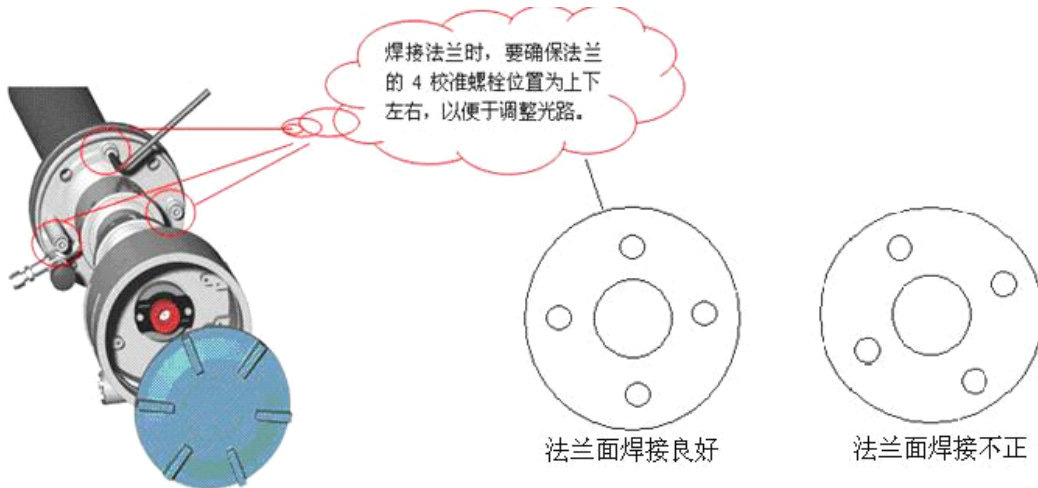 焊接法兰时，要确保法兰
的 4 校准螺栓位置为上下
左右，以便于调整光路。
法兰面焊接良好
法兰面焊接不正